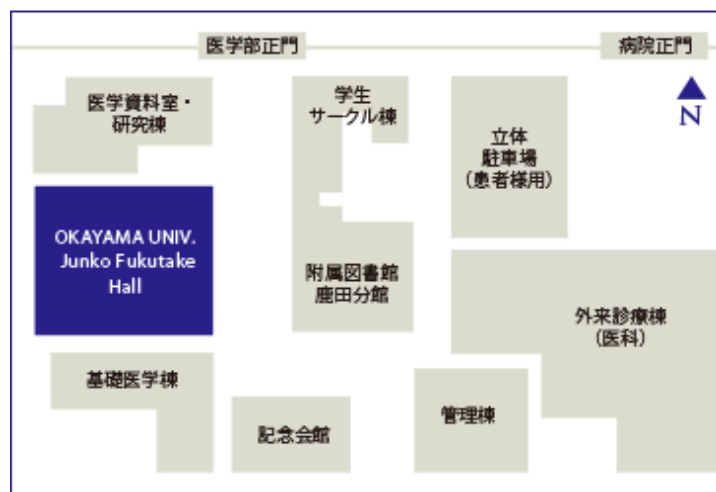 医学部正門
病院正門
医学資料室・
研究棟
学生
サークル棟
立体
駐車場
（患者様用）
N
OKAYAMA UNIV.
Junko Fukutake
Hall
附属図書館
鹿田分館
外来診療棟
（医科）
基礎医学棟
記念会館
管理棟